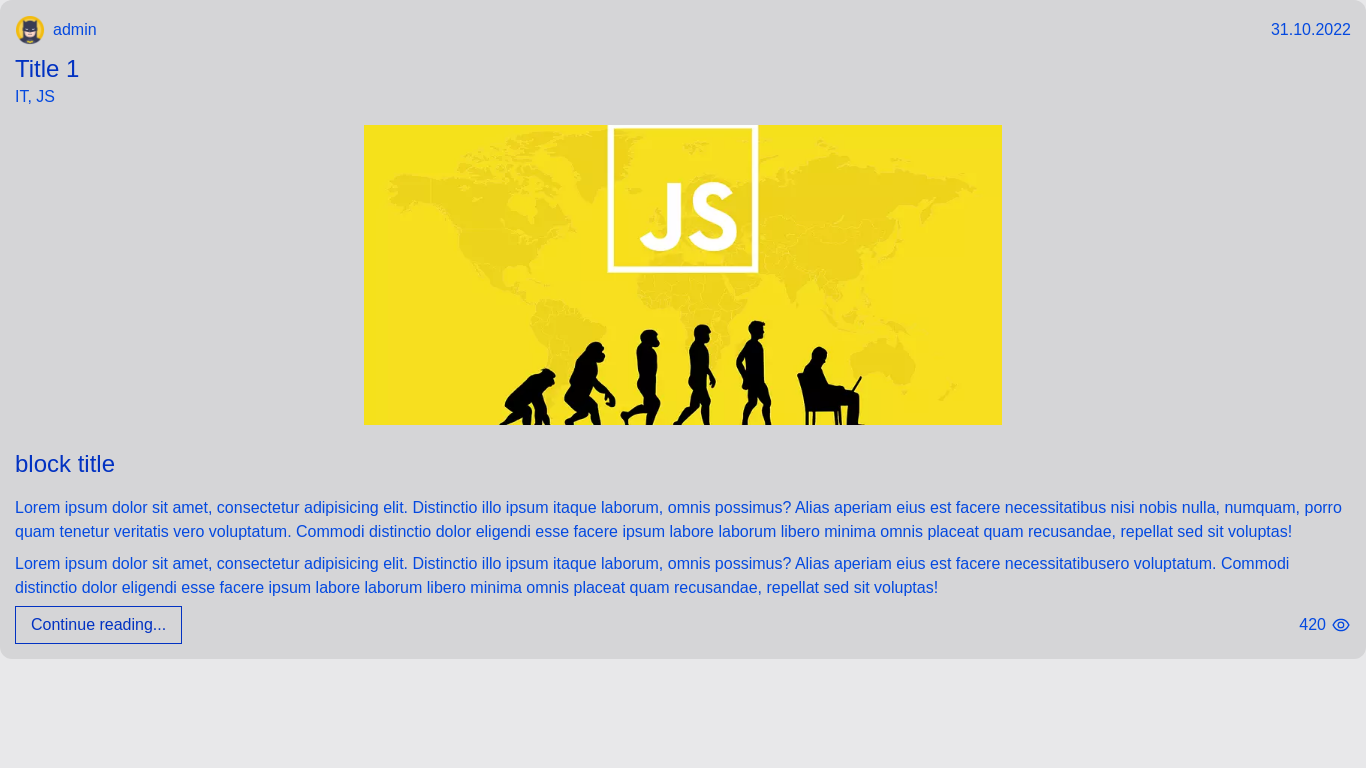 admin
31.10.2022
Title 1
IT, JS
JS
block title
Lorem ipsum dolor sit amet, consectetur adipisicing elit. Distinctio illo ipsum itaque laborum, omnis possimus? Alias aperiam eius est facere necessitatibus nisi nobis nulla, numquam, porro
quam tenetur veritatis vero voluptatum. Commodi distinctio dolor eligendi esse facere ipsum labore laborum libero minima omnis placeat quam recusandae, repellat sed sit voluptas!
Lorem ipsum dolor sit amet, consectetur adipisicing elit. Distinctio illo ipsum itaque laborum, omnis possimus? Alias aperiam eius est facere necessitatibusero voluptatum. Commodi
distinctio dolor eligendi esse facere ipsum labore laborum libero minima omnis placeat quam recusandae, repellat sed sit voluptas!
Continue reading...
420